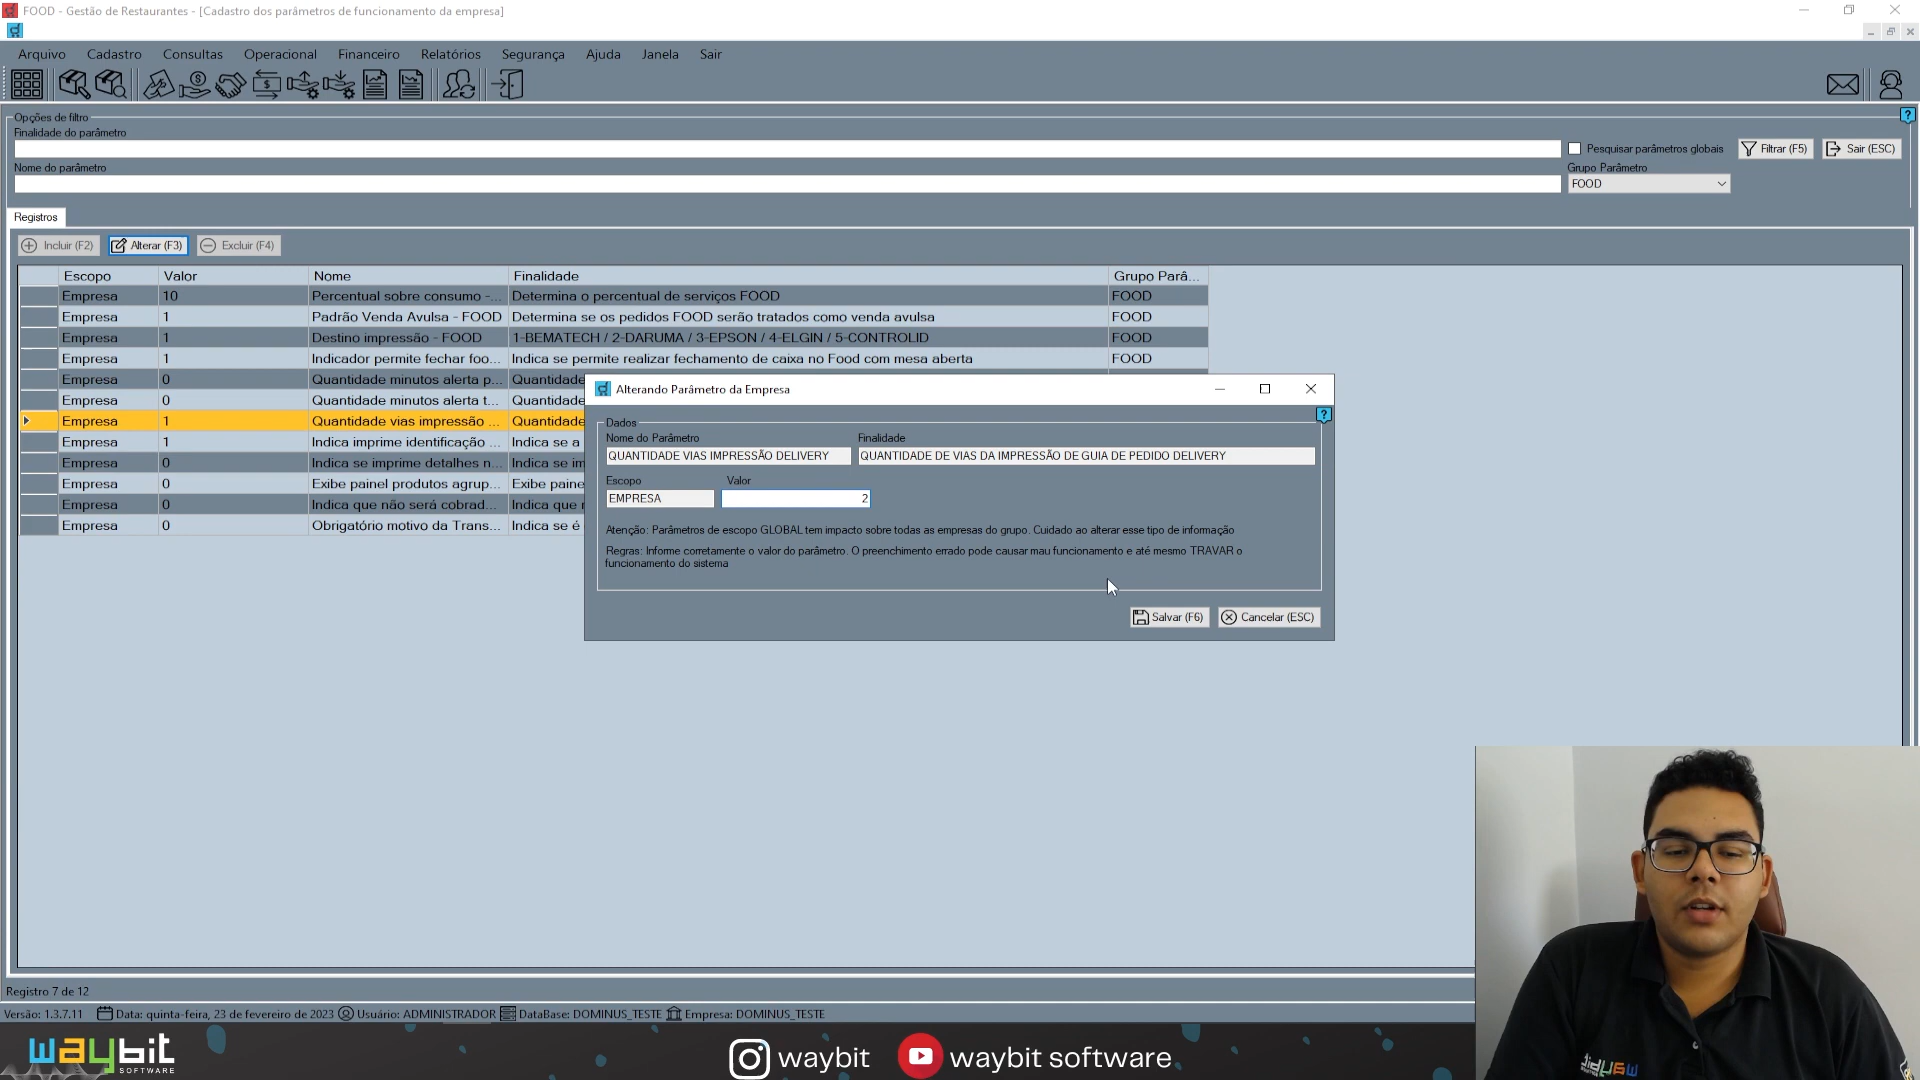 FOOD - Gestão de Restaurantes - [Cadastro dos parâmetros de funcionamento da empresa]
Arquivo Cadastro Consultas Operacional Financeiro Relatórios Segurança Ajuda Janela Sair
Opções de filtro
Finalidade do parâmetro
Pesquisar parâmetros globais Filtrar (F5) Sair (ESC)
Nome do parâmetro
Grupo Parâmetro
FOOD
Registros
Incluir (F2) Alterar (F3) Excluir (F4)
Escopo Valor Nome Finalidade Grupo Parâ...
Empresa 10 Percentual sobre consumo -... Determina o percentual de serviços FOOD FOOD
Empresa 1 Padrão Venda Avulsa - FOOD Determina se os pedidos FOOD serão tratados como venda avulsa FOOD
Empresa 1 Destino impressão - FOOD 1-BEMATECH / 2-DARUMA / 3-EPSON / 4-ELGIN / 5-CONTROLID FOOD
Empresa 1 Indicador permite fechar foo... Indica se permite realizar fechamento de caixa no Food com mesa aberta FOOD
Empresa 0 Quantidade minutos alerta p... Quantidade
Empresa 0 Quantidade minutos alerta t... Quantidade
Empresa 1 Quantidade vias impressão ... Quantidade
Empresa 1 Indica imprime identificação ... Indica se a
Empresa 0 Indica se imprime detalhes n... Indica se im
Empresa 0 Exibe painel produtos agrup... Exibe paine
Empresa 0 Indica que não será cobrad... Indica que
Empresa 0 Obrigatório motivo da Trans... Indica se é
Alterando Parâmetro da Empresa
Dados
Nome do Parâmetro Finalidade
QUANTIDADE VIAS IMPRESSÃO DELIVERY QUANTIDADE DE VIAS DA IMPRESSÃO DE GUIA DE PEDIDO DELIVERY
Escopo Valor
EMPRESA 2
Atenção: Parâmetros de escopo GLOBAL tem impacto sobre todas as empresas do grupo. Cuidado ao alterar esse tipo de informação
Regras: Informe corretamente o valor do parâmetro. O preenchimento errado pode causar mau funcionamento e até mesmo TRAVAR o
funcionamento do sistema
Salvar (F6) Cancelar (ESC)
Registro 7 de 12
Versão: 1.3.7.11 Data: quinta-feira, 23 de fevereiro de 2023 Usuário: ADMINISTRADOR DataBase: DOMINUS_TESTE Empresa: DOMINUS_TESTE
waybit SOFTWARE
waybit waybit software
waybit